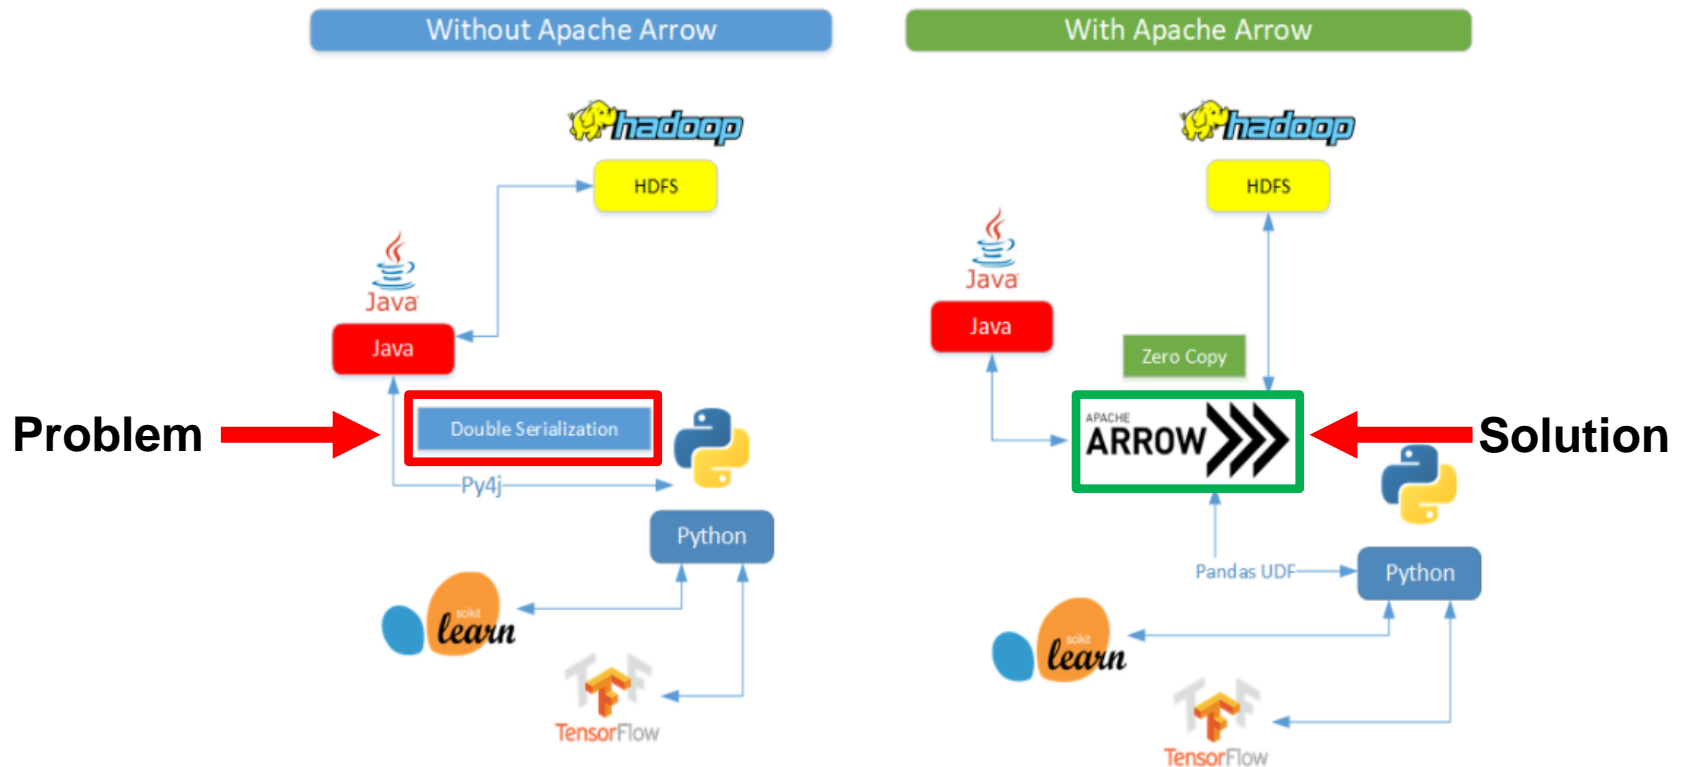 Without Apache Arrow
With Apache Arrow
hadoop
HDFS
Java
Java
Problem
Double Serialization
Py4j
Python
scikit
learn
TensorFlow
hadoop
HDFS
Java
Java
Zero Copy
APACHE
ARROW
Solution
Pandas UDF
Python
scikit
learn
TensorFlow